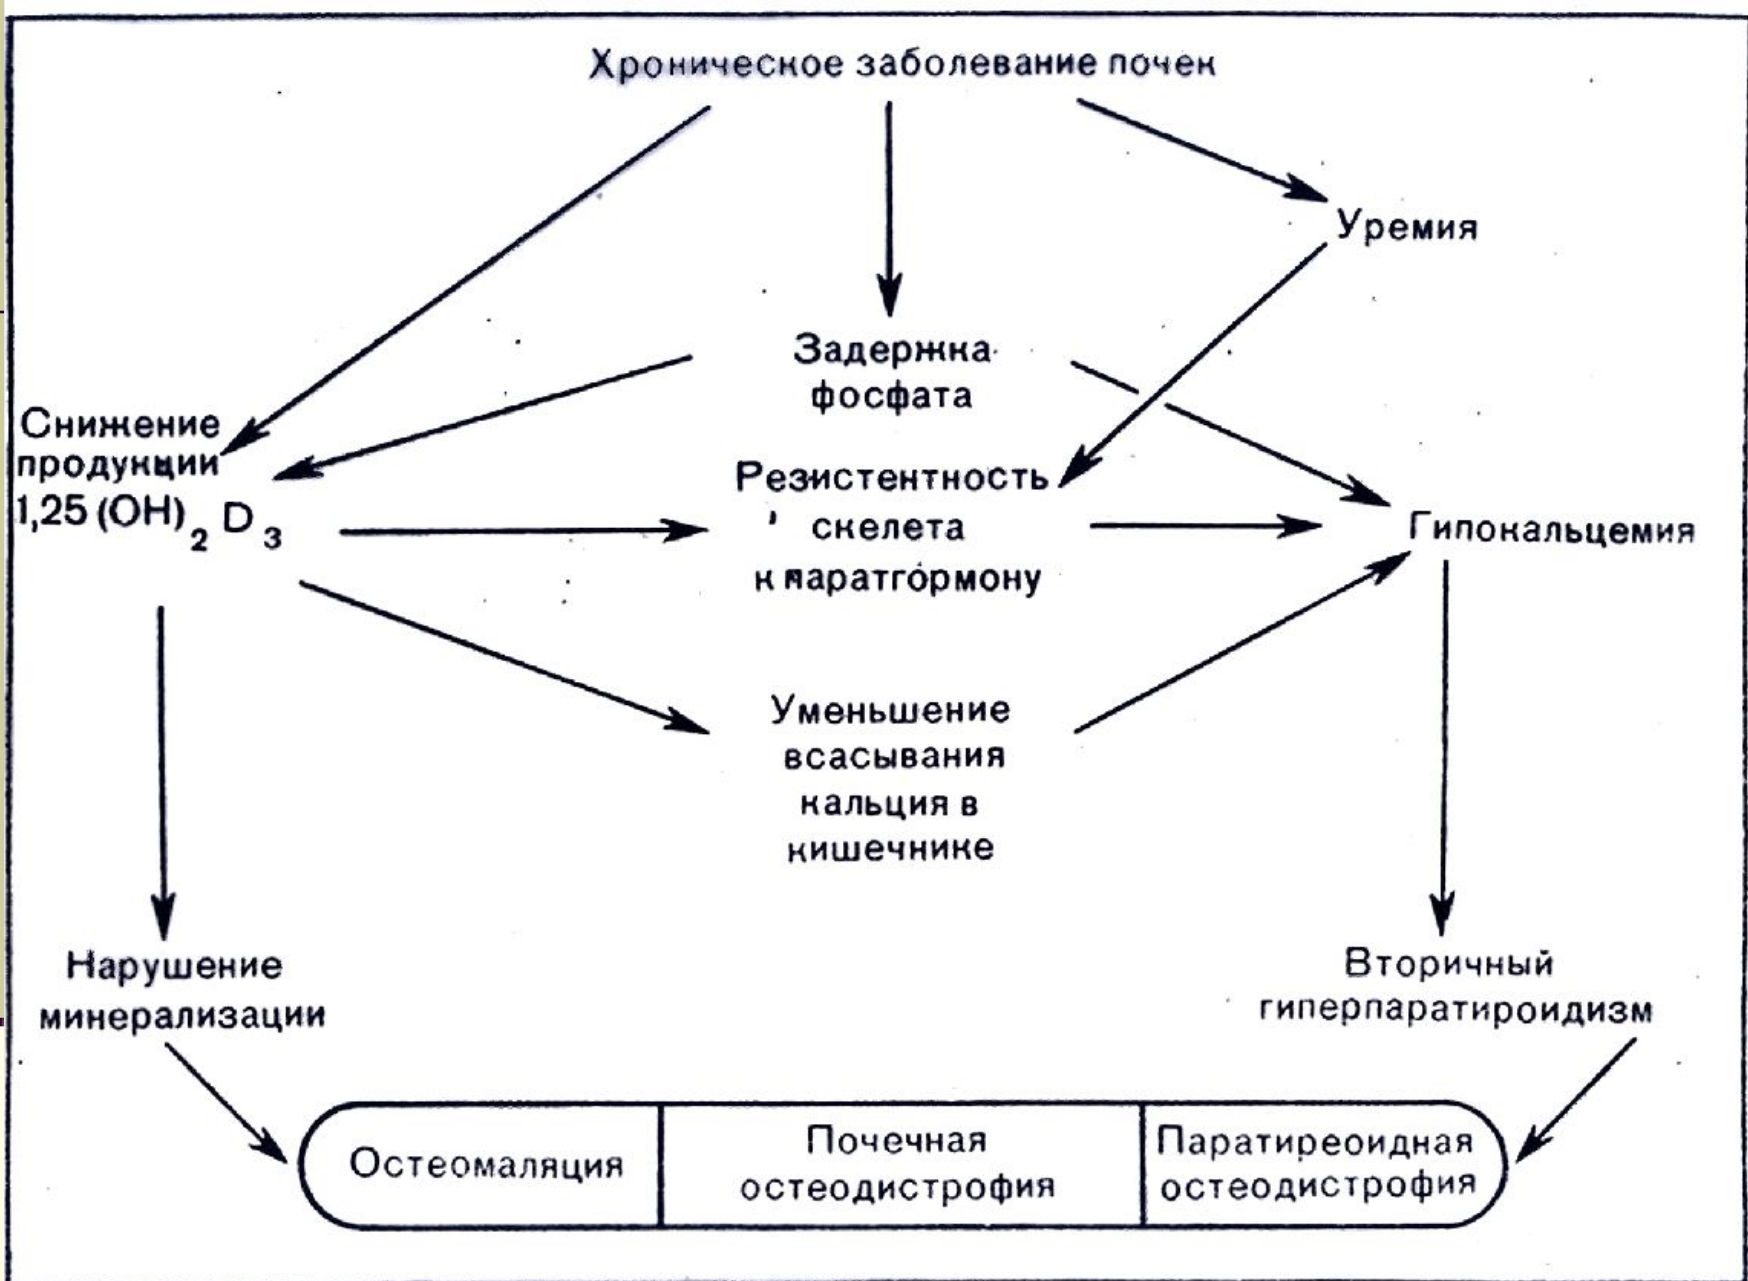 Хроническое заболевание почек
Уремия
Задержка
фосфата
Снижение
продукции
1,25 (OH)₂ D₃
Резистентность
скелета
к паратгормону
Гипокальцемия
Уменьшение
всасывания
кальция в
кишечнике
Нарушение
минерализации
Вторичный
гиперпаратироидизм
Остеомаляция
Почечная
остеодистрофия
Паратиреоидная
остеодистрофия